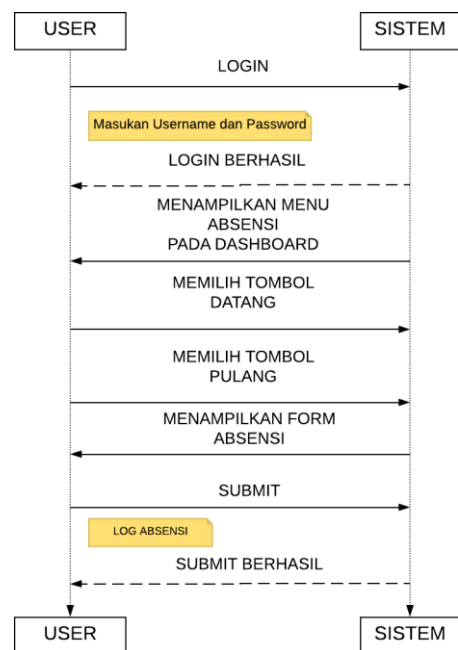 USER
SISTEM
LOGIN
Masukan Username dan Password
LOGIN BERHASIL
MENAMPILKAN MENU
ABSENSI
PADA DASHBOARD
MEMILIH TOMBOL
DATANG
MEMILIH TOMBOL
PULANG
MENAMPILKAN FORM
ABSENSI
SUBMIT
LOG ABSENSI
SUBMIT BERHASIL
USER
SISTEM